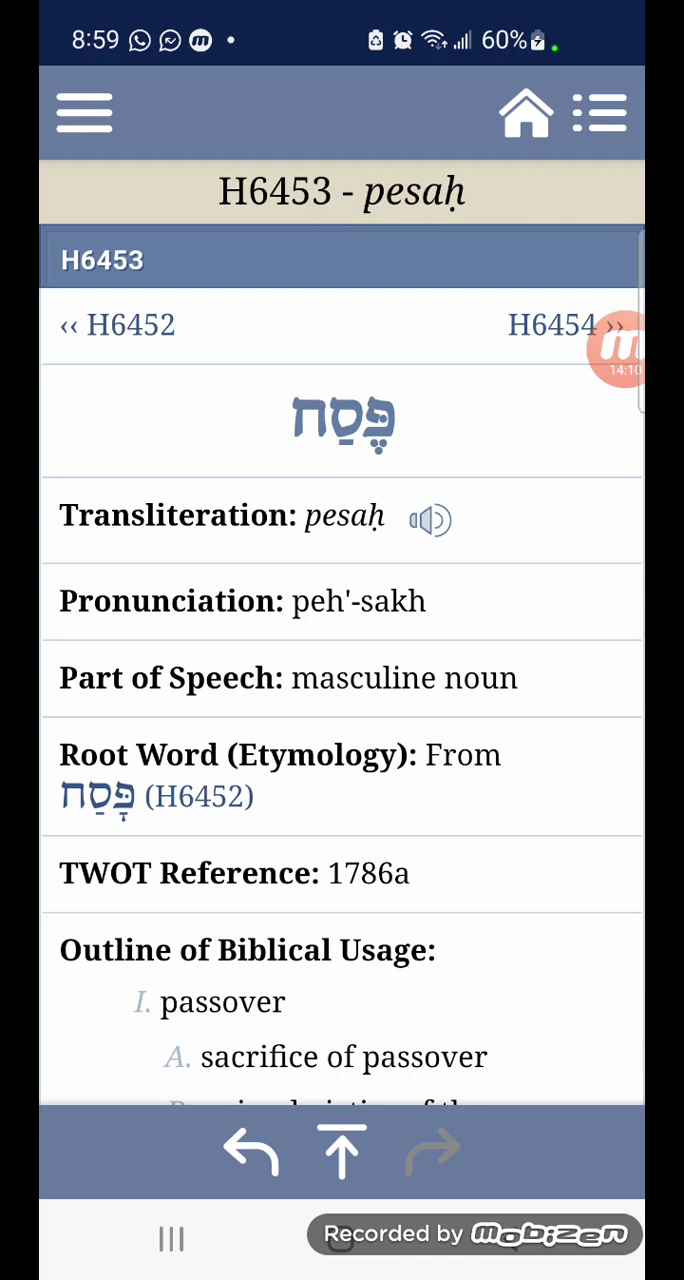 8:59 60%
H6453 - pesaḥ
H6453
‹‹ H6452 H6454 ››
14:10
פֶּסַח
Transliteration: pesaḥ
Pronunciation: peh'-sakh
Part of Speech: masculine noun
Root Word (Etymology): From
פָּסַח (H6452)
TWOT Reference: 1786a
Outline of Biblical Usage:
I. passover
A. sacrifice of passover
Recorded by mobizen